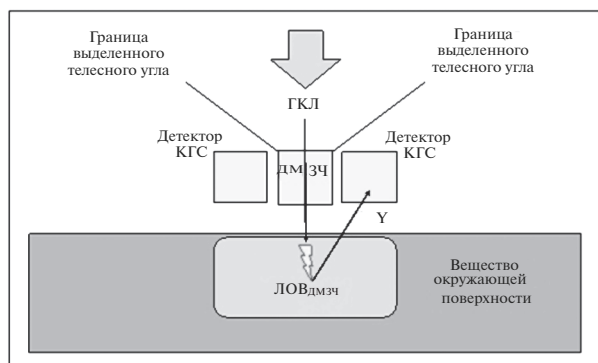 Граница
выделенного
телесного угла
Граница
выделенного
телесного угла
ГКЛ
Детектор
КГС
ДМ ЗЧ
Детектор
КГС
Υ
ЛОВДМЗЧ
Вещество
окружающей
поверхности